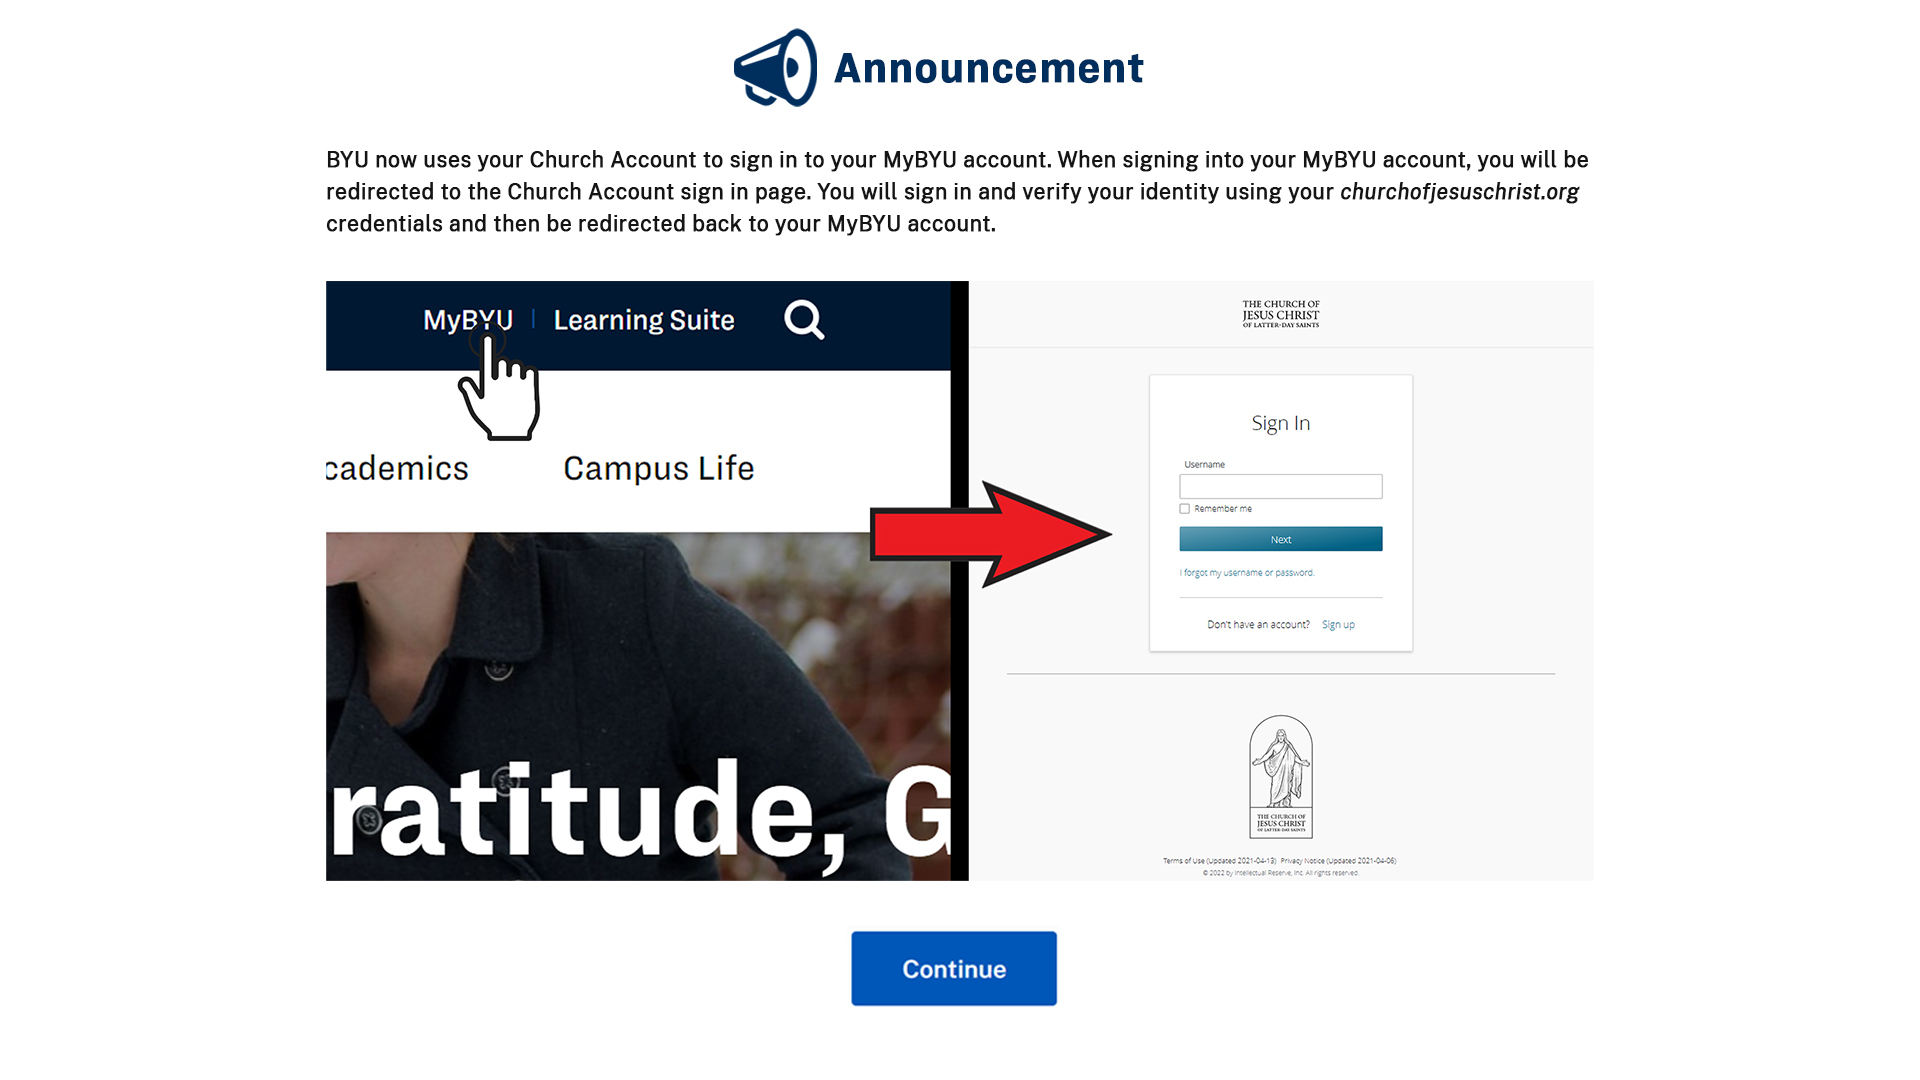 Announcement
BYU now uses your Church Account to sign in to your MyBYU account. When signing into your MyBYU account, you will be
redirected to the Church Account sign in page. You will sign in and verify your identity using your churchofjesuschrist.org
credentials and then be redirected back to your MyBYU account.
MyBYU | Learning Suite
cademics Campus Life
ratitude, G
THE CHURCH OF
JESUS CHRIST
OF LATTER-DAY SAINTS
Sign In
Username
Remember me
Next
I forgot my username or password.
Don't have an account? Sign up
THE CHURCH OF
JESUS CHRIST
OF LATTER-DAY SAINTS
Terms of Use (Updated 2021-04-13) Privacy Notice (Updated 2021-04-06)
© 2022 by Intellectual Reserve, Inc. All rights reserved.
Continue